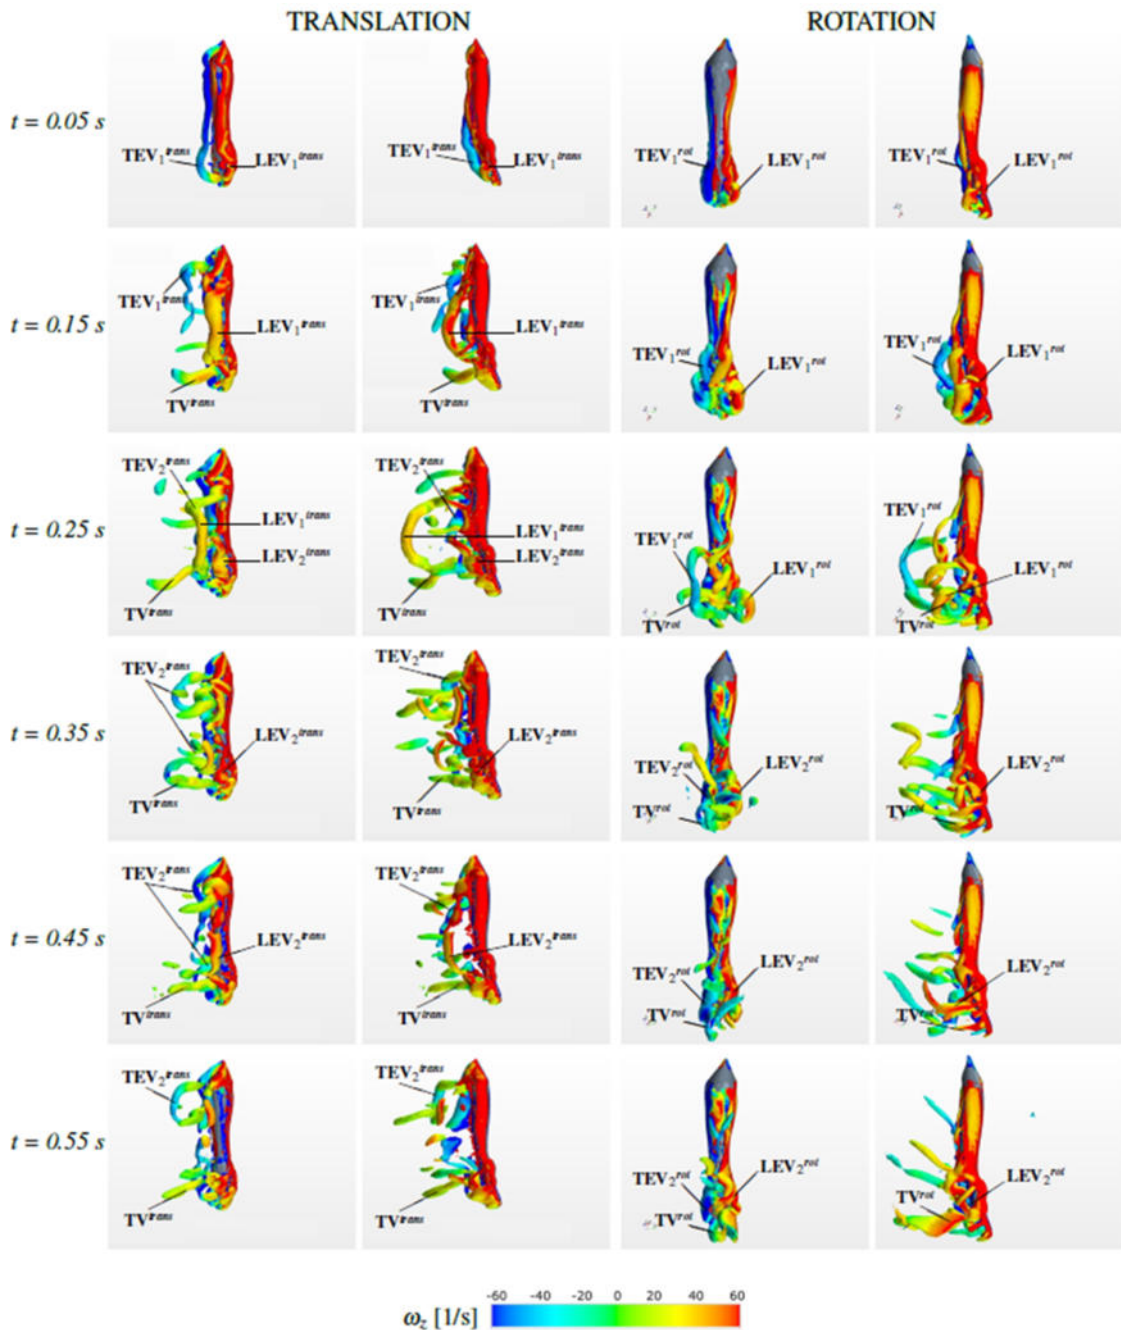 TRANSLATION ROTATION
t = 0.05 s
TEV₁ᵗʳᵃⁿˢ LEV₁ᵗʳᵃⁿˢ TEV₁ᵗʳᵃⁿˢ LEV₁ᵗʳᵃⁿˢ TEV₁ʳᵒᵗ LEV₁ʳᵒᵗ TEV₁ʳᵒᵗ LEV₁ʳᵒᵗ
t = 0.15 s
TEV₁ᵗʳᵃⁿˢ LEV₁ᵗʳᵃⁿˢ TEV₁ᵗʳᵃⁿˢ LEV₁ᵗʳᵃⁿˢ TEV₁ʳᵒᵗ LEV₁ʳᵒᵗ TEV₁ʳᵒᵗ LEV₁ʳᵒᵗ
TVᵗʳᵃⁿˢ TVᵗʳᵃⁿˢ
TEV₂ᵗʳᵃⁿˢ TEV₂ᵗʳᵃⁿˢ
t = 0.25 s
LEV₁ᵗʳᵃⁿˢ LEV₁ᵗʳᵃⁿˢ TEV₁ʳᵒᵗ LEV₁ʳᵒᵗ TEV₁ʳᵒᵗ LEV₁ʳᵒᵗ
LEV₂ᵗʳᵃⁿˢ LEV₂ᵗʳᵃⁿˢ
TVᵗʳᵃⁿˢ TVᵗʳᵃⁿˢ TVʳᵒᵗ TVʳᵒᵗ
TEV₂ᵗʳᵃⁿˢ TEV₂ᵗʳᵃⁿˢ
t = 0.35 s
LEV₂ᵗʳᵃⁿˢ LEV₂ᵗʳᵃⁿˢ TEV₂ʳᵒᵗ LEV₂ʳᵒᵗ LEV₂ʳᵒᵗ
TVᵗʳᵃⁿˢ TVᵗʳᵃⁿˢ TVʳᵒᵗ TVʳᵒᵗ
TEV₂ᵗʳᵃⁿˢ TEV₂ᵗʳᵃⁿˢ
t = 0.45 s
LEV₂ᵗʳᵃⁿˢ LEV₂ᵗʳᵃⁿˢ TEV₂ʳᵒᵗ LEV₂ʳᵒᵗ LEV₂ʳᵒᵗ
TVᵗʳᵃⁿˢ TVᵗʳᵃⁿˢ TVʳᵒᵗ TVʳᵒᵗ
TEV₂ᵗʳᵃⁿˢ TEV₂ᵗʳᵃⁿˢ
t = 0.55 s
TEV₂ʳᵒᵗ LEV₂ʳᵒᵗ LEV₂ʳᵒᵗ
TVᵗʳᵃⁿˢ TVᵗʳᵃⁿˢ TVʳᵒᵗ TVʳᵒᵗ
-60 -40 -20 0 20 40 60
ω_z [1/s]